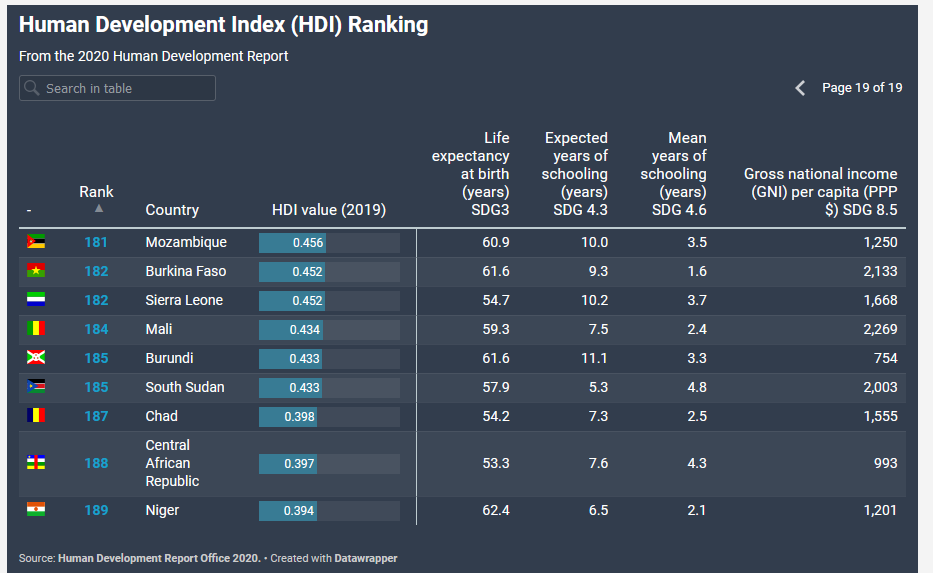 Human Development Index (HDI) Ranking
From the 2020 Human Development Report
Search in table
Page 19 of 19
- Rank Country HDI value (2019) Life expectancy at birth (years) SDG3 Expected years of schooling (years) SDG 4.3 Mean years of schooling (years) SDG 4.6 Gross national income (GNI) per capita (PPP $) SDG 8.5
181 Mozambique 0.456 60.9 10.0 3.5 1,250
182 Burkina Faso 0.452 61.6 9.3 1.6 2,133
182 Sierra Leone 0.452 54.7 10.2 3.7 1,668
184 Mali 0.434 59.3 7.5 2.4 2,269
185 Burundi 0.433 61.6 11.1 3.3 754
185 South Sudan 0.433 57.9 5.3 4.8 2,003
187 Chad 0.398 54.2 7.3 2.5 1,555
188 Central African Republic 0.397 53.3 7.6 4.3 993
189 Niger 0.394 62.4 6.5 2.1 1,201
Source: Human Development Report Office 2020. • Created with Datawrapper